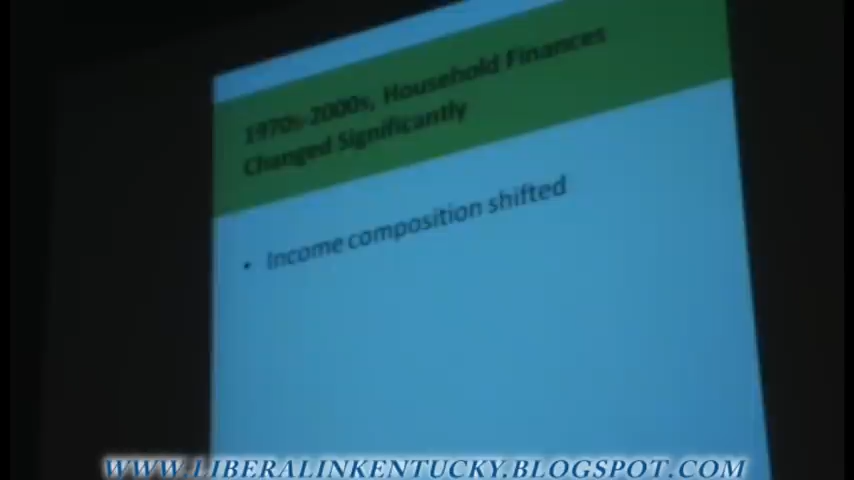 1970s-2000s, Household Finances
Changed Significantly
• Income composition shifted
WWW.LIBERALINKENTUCKY.BLOGSPOT.COM